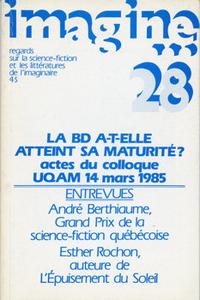 imagine
...
28
regards
sur la science-fiction
et les littératures
de l'imaginaire
4$
LA BD A-T-ELLE
ATTEINT SA MATURITÉ?
actes du colloque
UQAM 14 mars 1985
ENTREVUES
André Berthiaume,
Grand Prix de la
science-fiction québécoise
Esther Rochon,
auteure de
L'Épuisement du Soleil